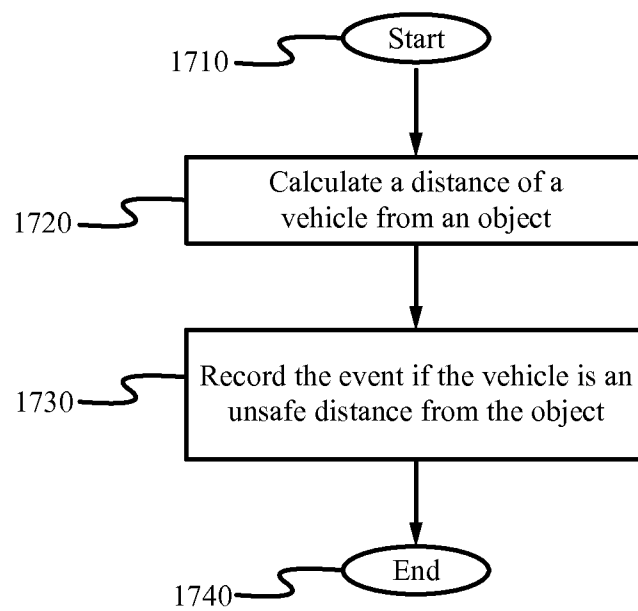 Start
1710
Calculate a distance of a
vehicle from an object
1720
Record the event if the vehicle is an
unsafe distance from the object
1730
End
1740